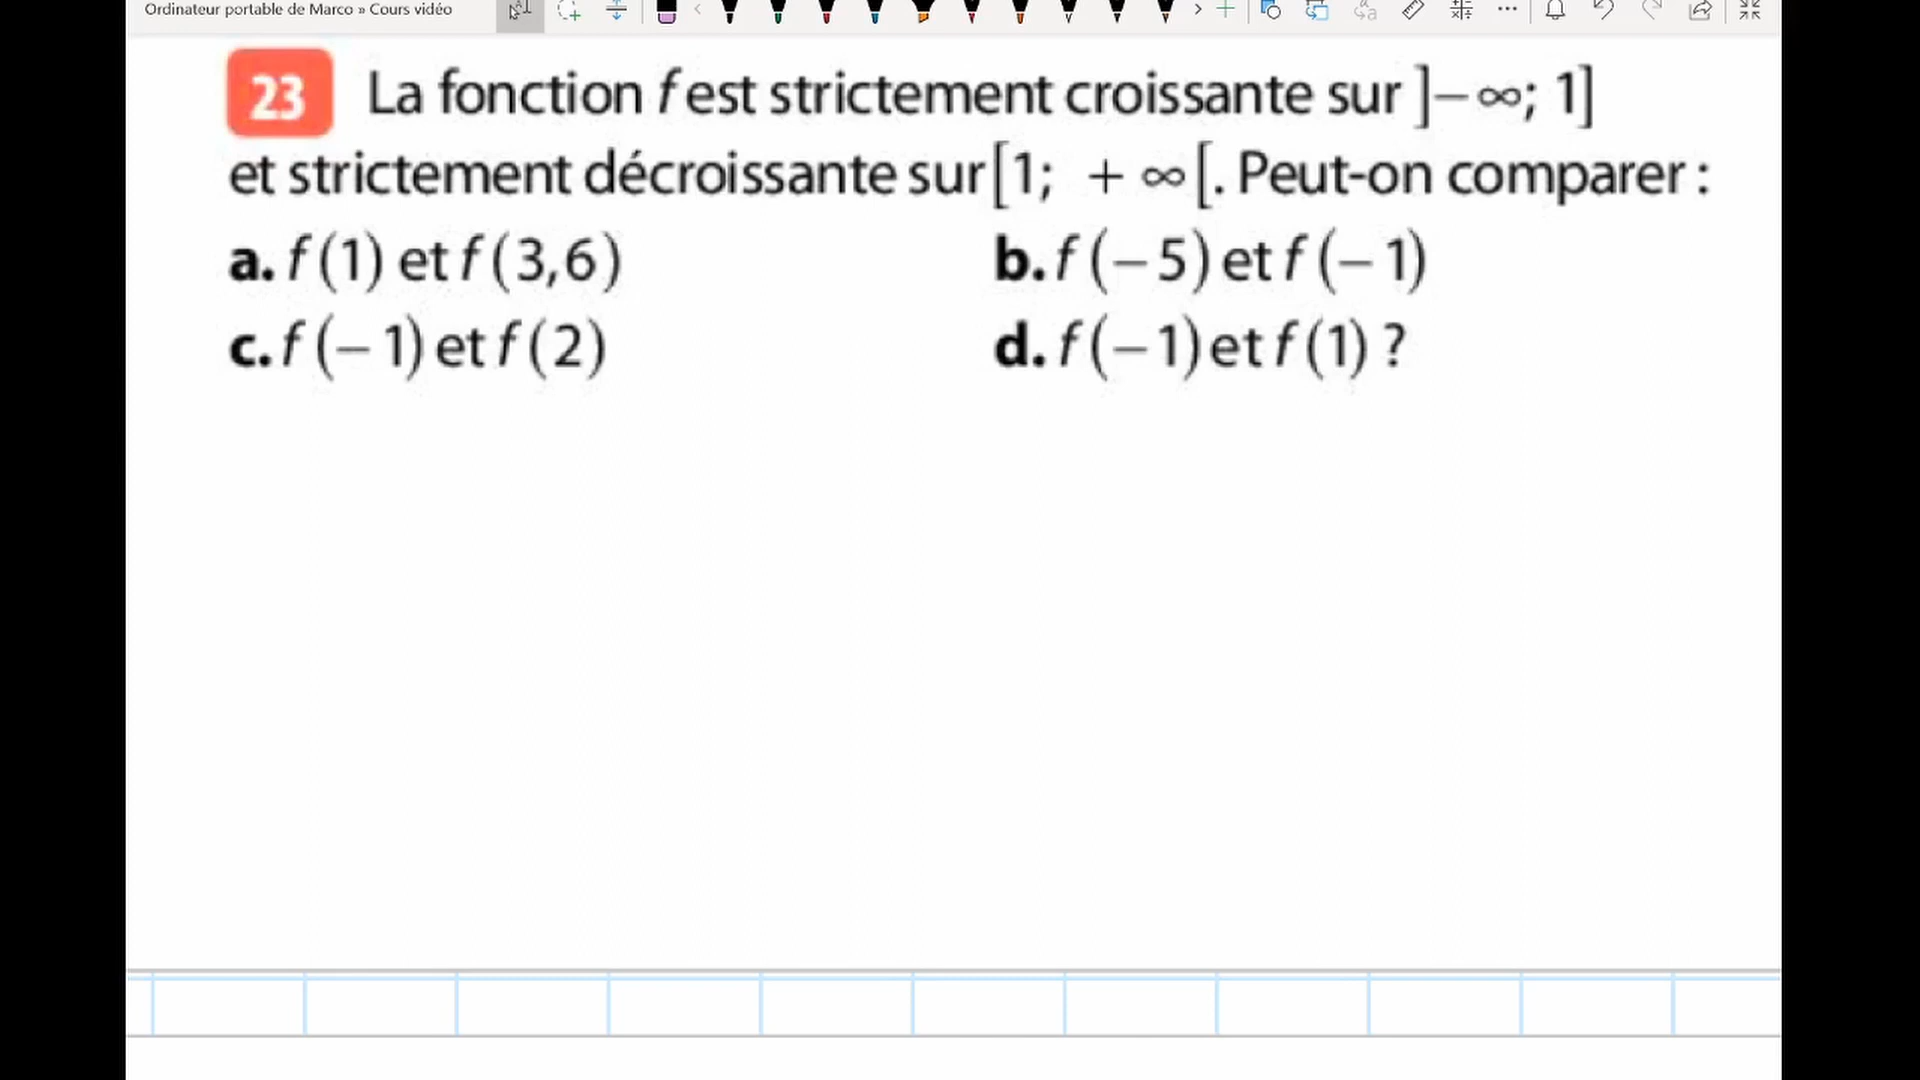 Ordinateur portable de Marco » Cours vidéo
23 La fonction f est strictement croissante sur ]−∞; 1]
et strictement décroissante sur [1; +∞[. Peut-on comparer :
a. f(1) et f(3,6) b. f(−5) et f(−1)
c. f(−1) et f(2) d. f(−1) et f(1) ?